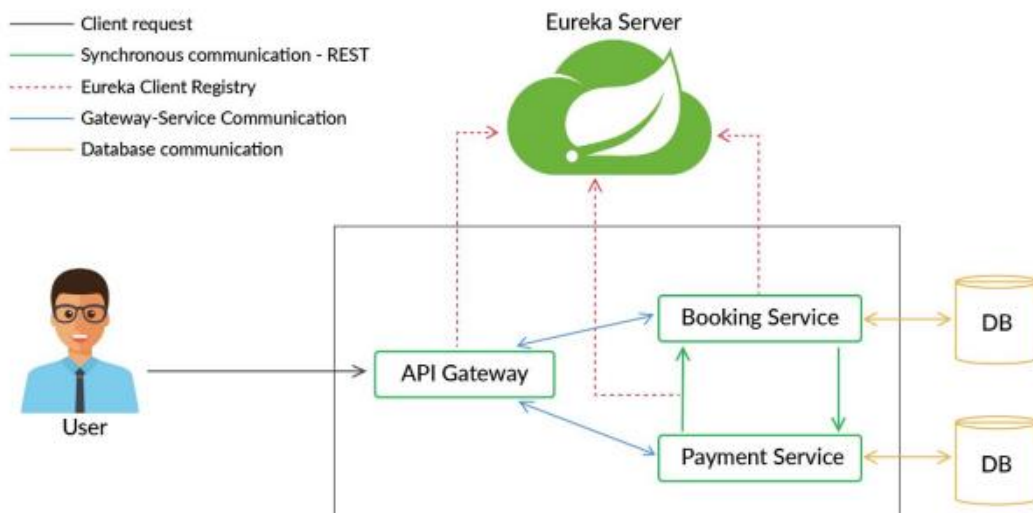 Client request
Synchronous communication - REST
Eureka Client Registry
Gateway-Service Communication
Database communication
Eureka Server
Booking Service
DB
API Gateway
User
Payment Service
DB